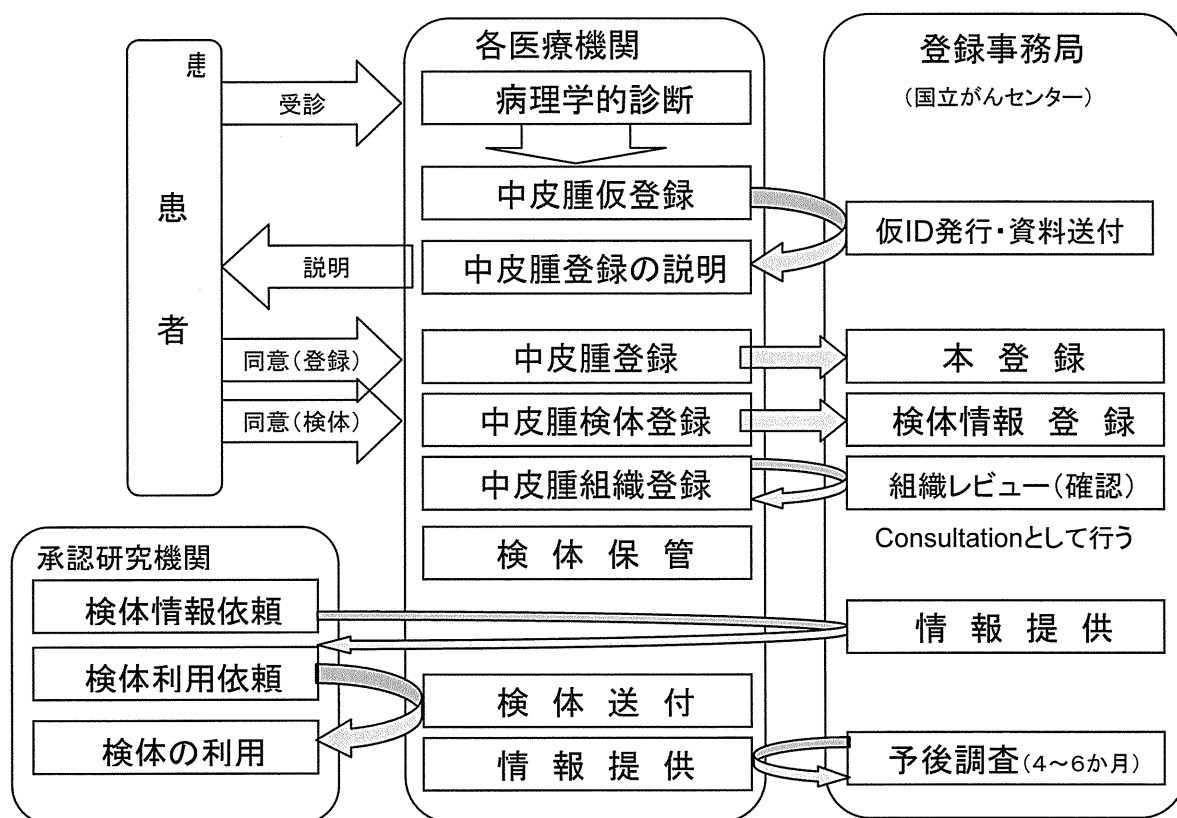 患
患
者
受診
説明
同意(登録)
同意(検体)
各医療機関
病理学的診断
中皮腫仮登録
中皮腫登録の説明
中皮腫登録
中皮腫検体登録
中皮腫組織登録
検体保管
検体送付
情報提供
登録事務局
(国立がんセンター)
仮ID発行・資料送付
本登録
検体情報 登録
組織レビュー(確認)
Consultationとして行う
情報提供
予後調査(4~6か月)
承認研究機関
検体情報依頼
検体利用依頼
検体の利用